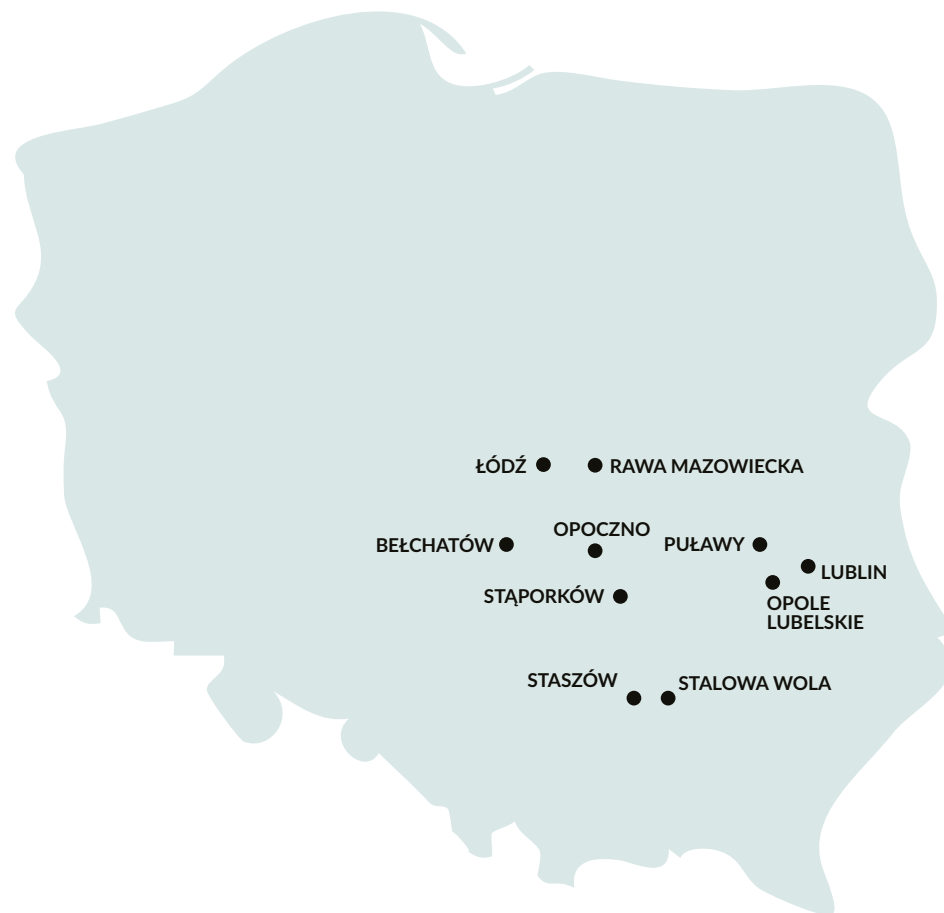 ŁÓDŹ
RAWA MAZOWIECKA
OPOCZNO
BEŁCHATÓW
PUŁAWY
LUBLIN
STĄPORKÓW
OPOLE
LUBELSKIE
STASZÓW
STALOWA WOLA